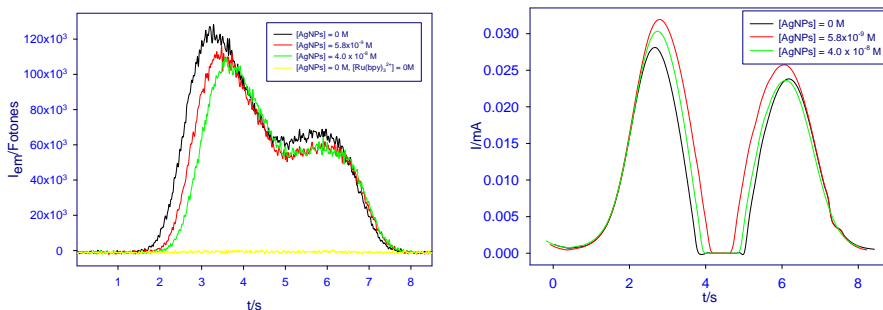 [AgNPs] = 0 M
[AgNPs] = 5.8x10⁻⁹ M
[AgNPs] = 4.0 x 10⁻⁸ M
[AgNPs] = 0 M, [Ru(bpy)₃²⁺] = 0M
I_em/Fotones
120x10³
100x10³
80x10³
60x10³
40x10³
20x10³
0
1 2 3 4 5 6 7 8
t/s
[AgNPs] = 0 M
[AgNPs] = 5.8x10⁻⁹ M
[AgNPs] = 4.0 x 10⁻⁸ M
I/mA
0.030
0.025
0.020
0.015
0.010
0.005
0.000
0 2 4 6 8
t/s